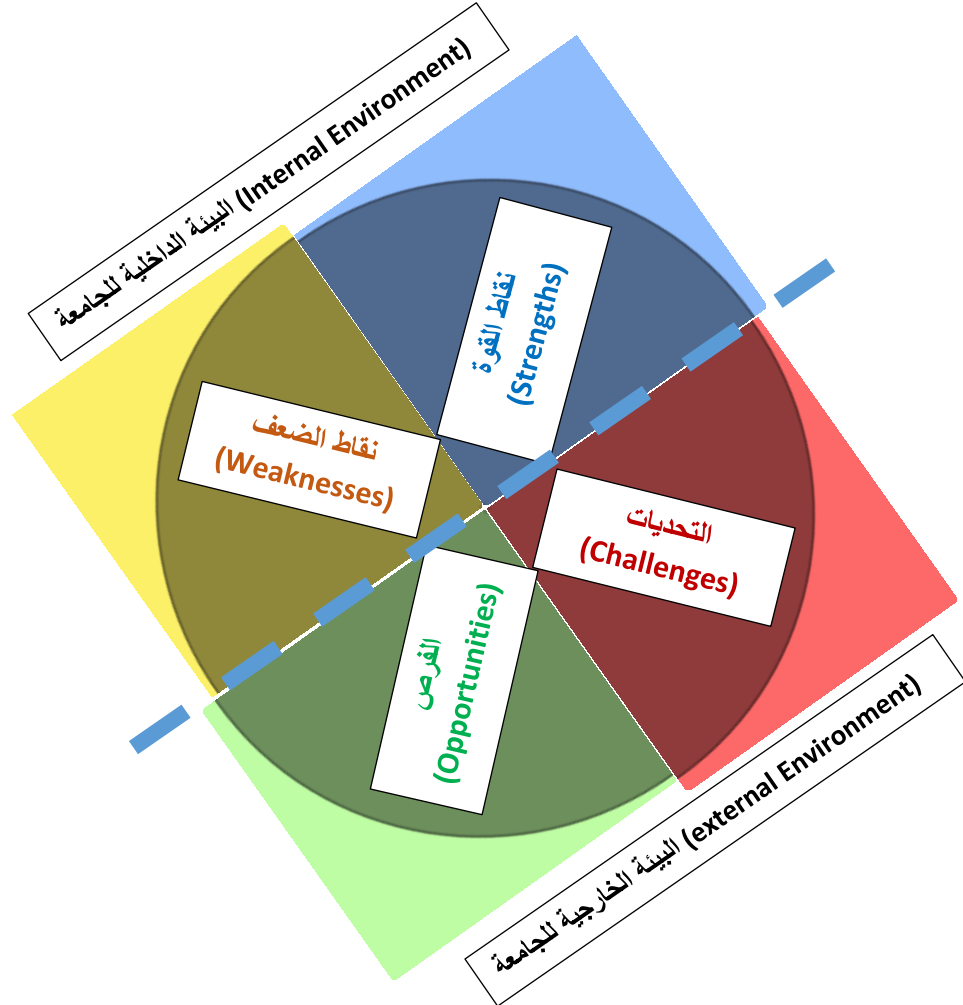 البيئة الداخلية للجامعة (Internal Environment)
نقاط القوة
(Strengths)
نقاط الضعف
(Weaknesses)
التحديات
(Challenges)
الفرص
(Opportunities)
البيئة الخارجية للجامعة (external Environment)